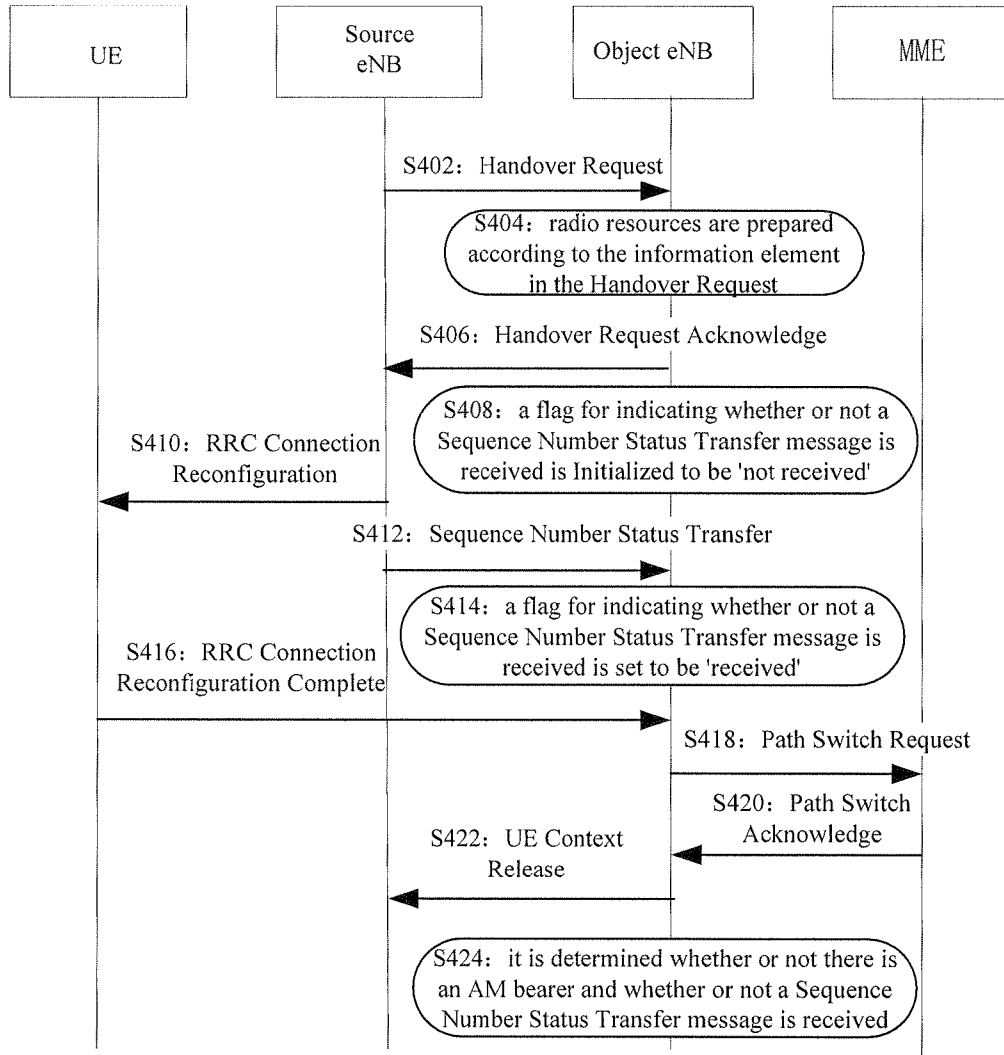 UE
Source
eNB
Object eNB
MME
S402：Handover Request
S404：radio resources are prepared
according to the information element
in the Handover Request
S406：Handover Request Acknowledge
S408：a flag for indicating whether or not a
Sequence Number Status Transfer message is
received is Initialized to be 'not received'
S410：RRC Connection
Reconfiguration
S412：Sequence Number Status Transfer
S414：a flag for indicating whether or not a
Sequence Number Status Transfer message is
received is set to be 'received'
S416：RRC Connection
Reconfiguration Complete
S418：Path Switch Request
S420：Path Switch
Acknowledge
S422：UE Context
Release
S424：it is determined whether or not there is
an AM bearer and whether or not a Sequence
Number Status Transfer message is received